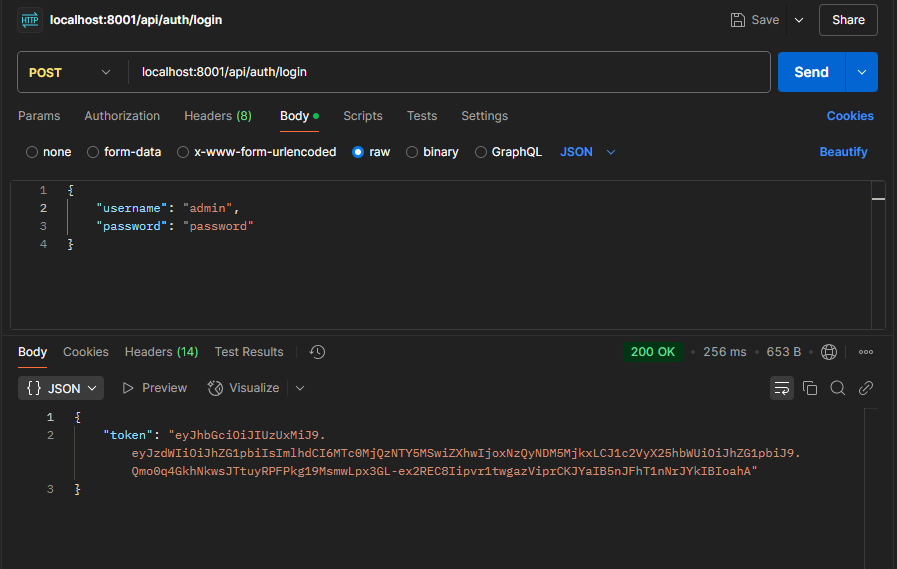 HTTP localhost:8001/api/auth/login Save Share
POST localhost:8001/api/auth/login Send
Params Authorization Headers (8) Body Scripts Tests Settings Cookies
none form-data x-www-form-urlencoded raw binary GraphQL JSON Beautify
1 {
2 "username": "admin",
3 "password": "password"
4 }
Body Cookies Headers (14) Test Results 200 OK 256 ms 653 B
{} JSON Preview Visualize
1 {
2 "token": "eyJhbGciOiJIUzUxMiJ9.
eyJzdWIiOiJhZG1pbiIsImlhdCI6MTc0MjQzNTY5MSwiZXhwIjoxNzQyNDM5MjkxLCJ1c2VyX25hbWUiOiJhZG1pbiJ9.
Qmo0q4GkhNkwsJTtuyRPFPkg19MsmwLpx3GL-ex2REC8Iipvr1twgazViprCKJYaIB5nJFhT1nNrJYkIBIoahA"
3 }